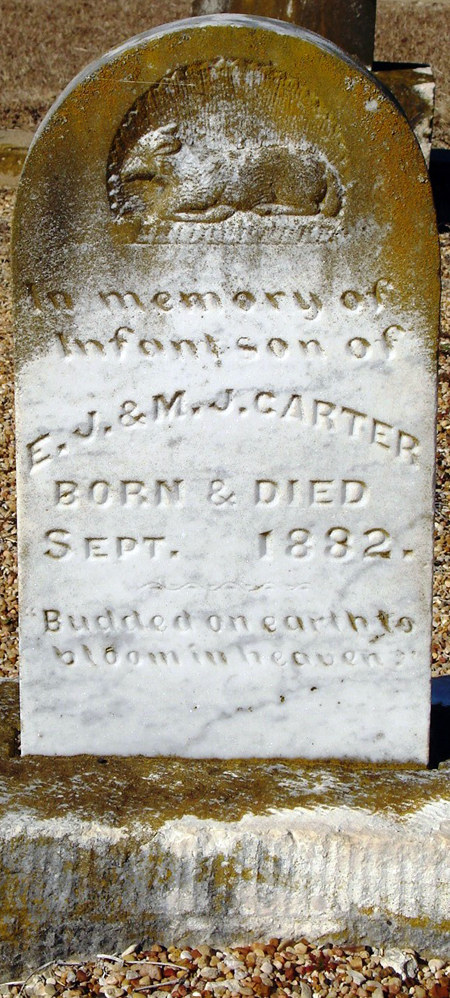 In memory of
Infant son of
E. J. & M. J. CARTER
BORN & DIED
SEPT. 1882.
"Budded on earth to
bloom in heaven."